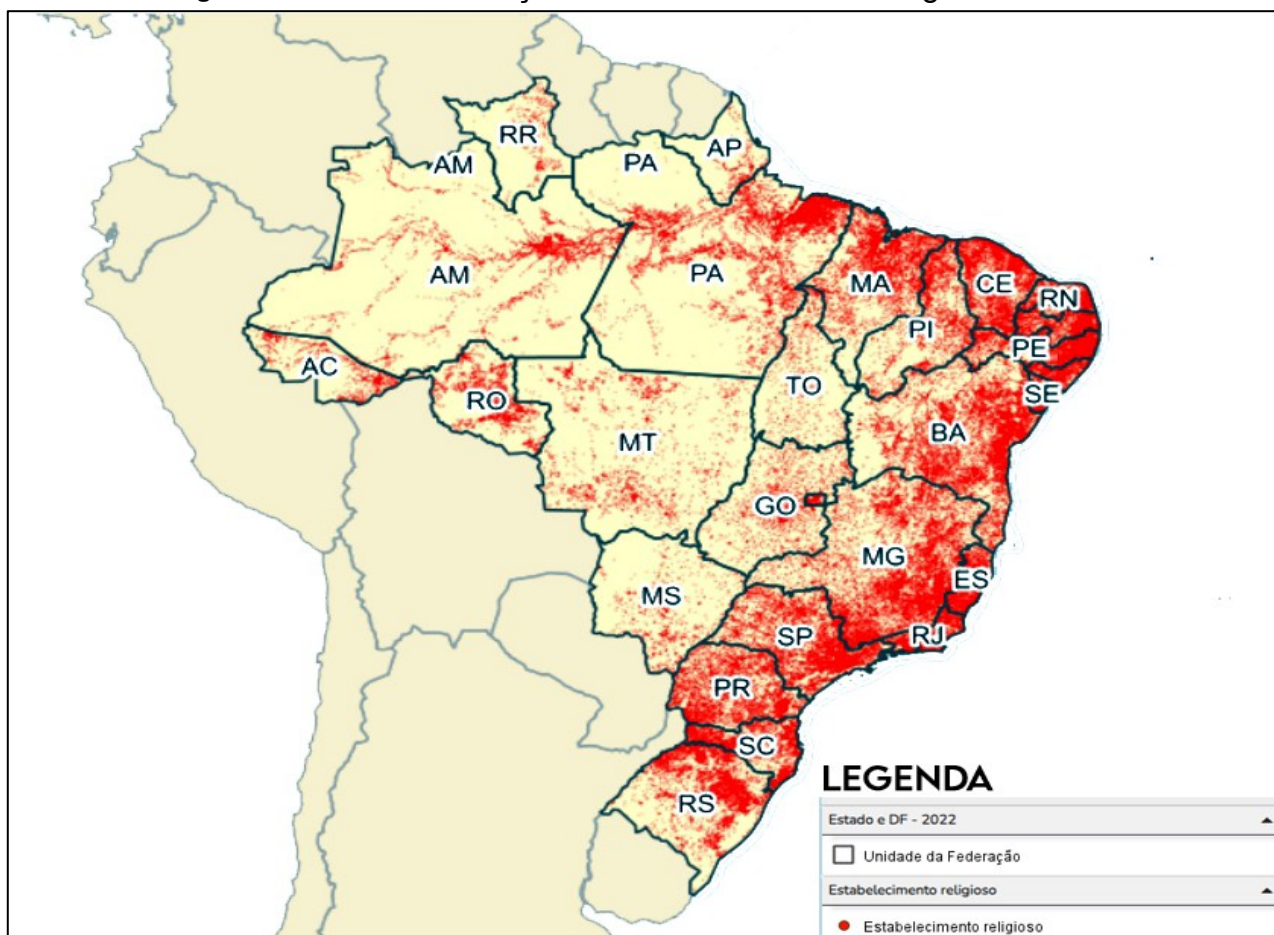 RR
AP
AM
PA
AM
PA
MA
CE
RN
PI
PE
AC
TO
SE
RO
BA
MT
GO
MG
ES
MS
SP
RJ
PR
SC
RS
LEGENDA
Estado e DF - 2022
Unidade da Federação
Estabelecimento religioso
Estabelecimento religioso